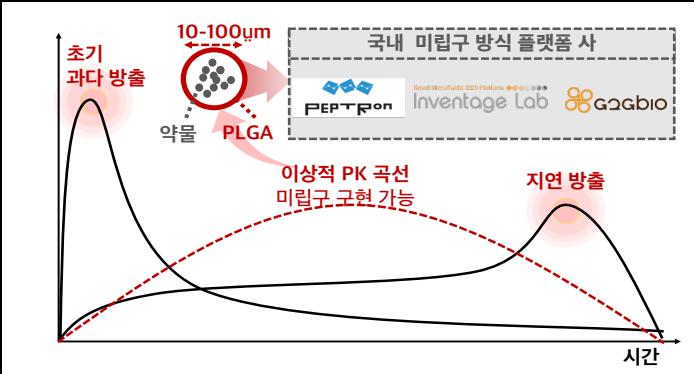 초기
과다 방출
10-100um
약물
PLGA
국내 미립구 방식 플랫폼 사
PEPTRON
Inventage Lab
G2GBIO
이상적 PK 곡선
미립구 구현 가능
지연 방출
시간